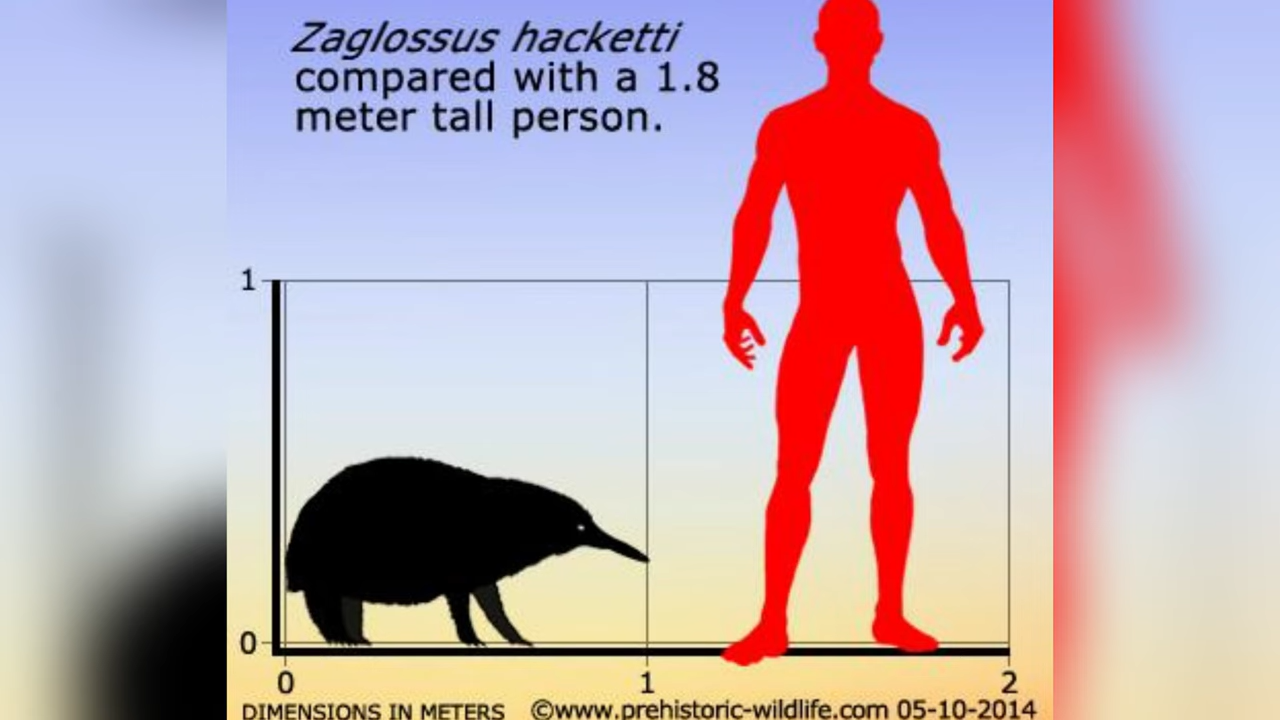 Zaglossus hacketti
compared with a 1.8
meter tall person.
1
0
0 1 2
DIMENSIONS IN METERS ©www.prehistoric-wildlife.com 05-10-2014